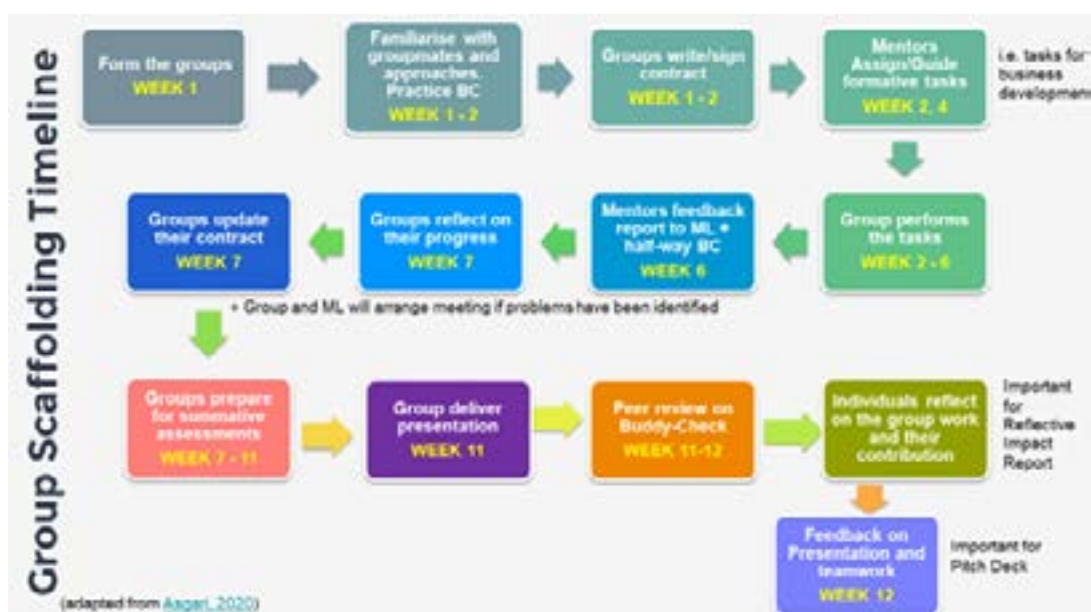 Group Scaffolding Timeline
Form the groups
WEEK 1
Familiarise with
groupmates and
approaches.
Practice BC
WEEK 1 - 2
Groups write/sign
contract
WEEK 1 - 2
Mentors
Assign/Guide
formative tasks
WEEK 2, 4
i.e. tasks for
business
development
Group performs
the tasks
WEEK 2 - 6
Mentors feedback
report to ML +
half-way BC
WEEK 6
Groups reflect on
their progress
WEEK 7
Groups update
their contract
WEEK 7
+ Group and ML will arrange meeting if problems have been identified
Groups prepare
for summative
assessments
WEEK 7 - 11
Group deliver
presentation
WEEK 11
Peer review on
Buddy-Check
WEEK 11-12
Individuals reflect
on the group work
and their
contribution
Important
for
Reflective
Impact
Report
Feedback on
Presentation and
teamwork
WEEK 12
Important for
Pitch Deck
(adapted from Asgari, 2020)